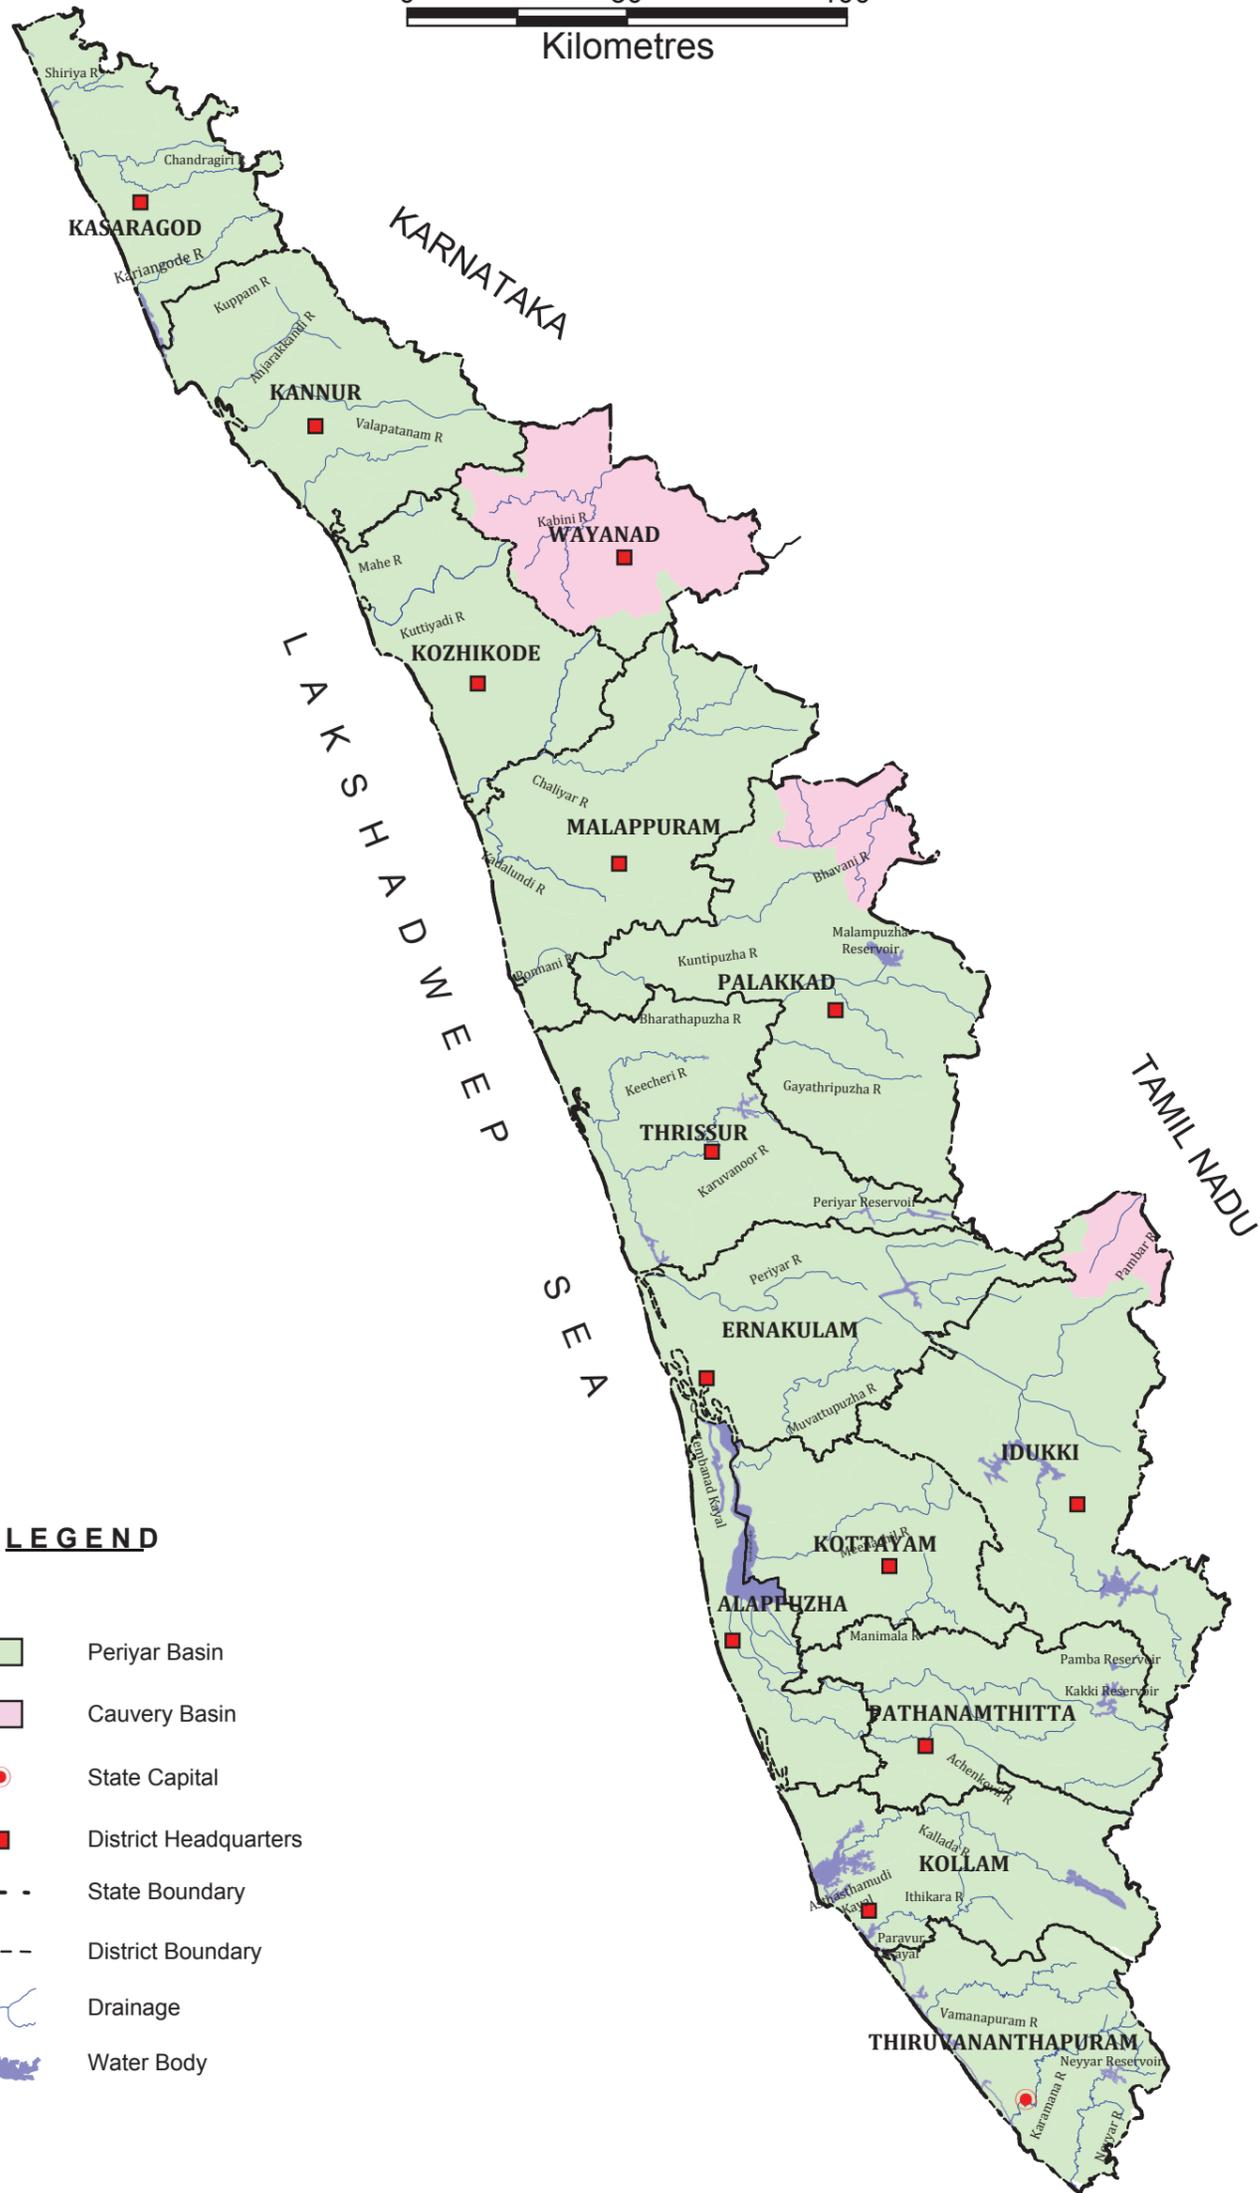 Kilometres
Shiriya R
Chandragiri
KASARAGOD
Kariangode R
KARNATAKA
Kuppam R
Anjarakkandi R
KANNUR
Valapatanam R
Kabini R
WAYANAD
Mahe R
Kuttiyadi R
KOZHIKODE
LAKSHADWEEP SEA
Chaliyar R
MALAPPURAM
Kadalundi R
Bhavani R
Malampuzha
Reservoir
Kuntipuzha R
Ponnani R
PALAKKAD
Bharathapuzha R
Keecheri R
Gayathripuzha R
TAMIL NADU
THRISSUR
Karuvanoor R
Periyar Reservoir
Pambar R
Periyar R
ERNAKULAM
Muvattupuzha R
IDUKKI
Vembanad Kayal
Meenachil R
KOTTAYAM
ALAPPUZHA
Manimala R
Pamba Reservoir
Kakki Reservoir
PATHANAMTHITTA
Achenkovil R
Kallada R
KOLLAM
Asthasthamudi
Kayal
Ithikara R
Paravur
Kayal
Vamanapuram R
THIRUVANANTHAPURAM
Neyyar Reservoir
Karamana R
Neyyar R
LEGEND
Periyar Basin
Cauvery Basin
State Capital
District Headquarters
State Boundary
District Boundary
Drainage
Water Body